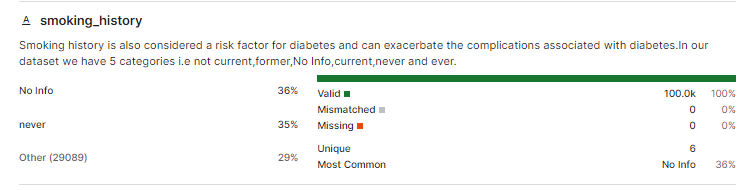 A smoking_history
Smoking history is also considered a risk factor for diabetes and can exacerbate the complications associated with diabetes.In our
dataset we have 5 categories i.e not current,former,No Info,current,never and ever.
No Info 36%
never 35%
Other (29089) 29%
Valid 100.0k 100%
Mismatched 0 0%
Missing 0 0%
Unique 6
Most Common No Info 36%